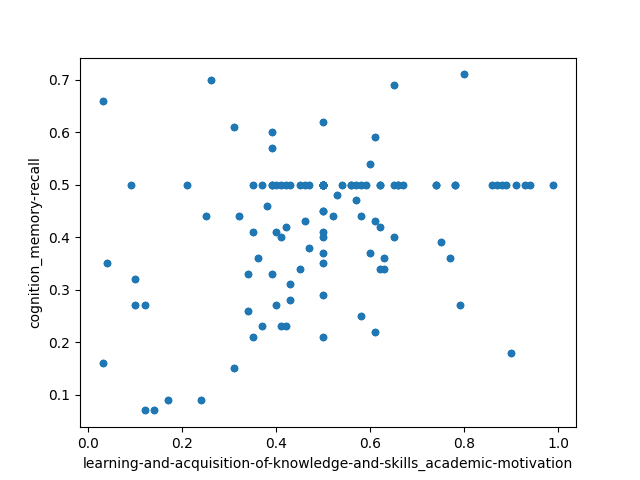 0.7
0.6
0.5
0.4
0.3
0.2
0.1
cognition_memory-recall
0.0 0.2 0.4 0.6 0.8 1.0
learning-and-acquisition-of-knowledge-and-skills_academic-motivation